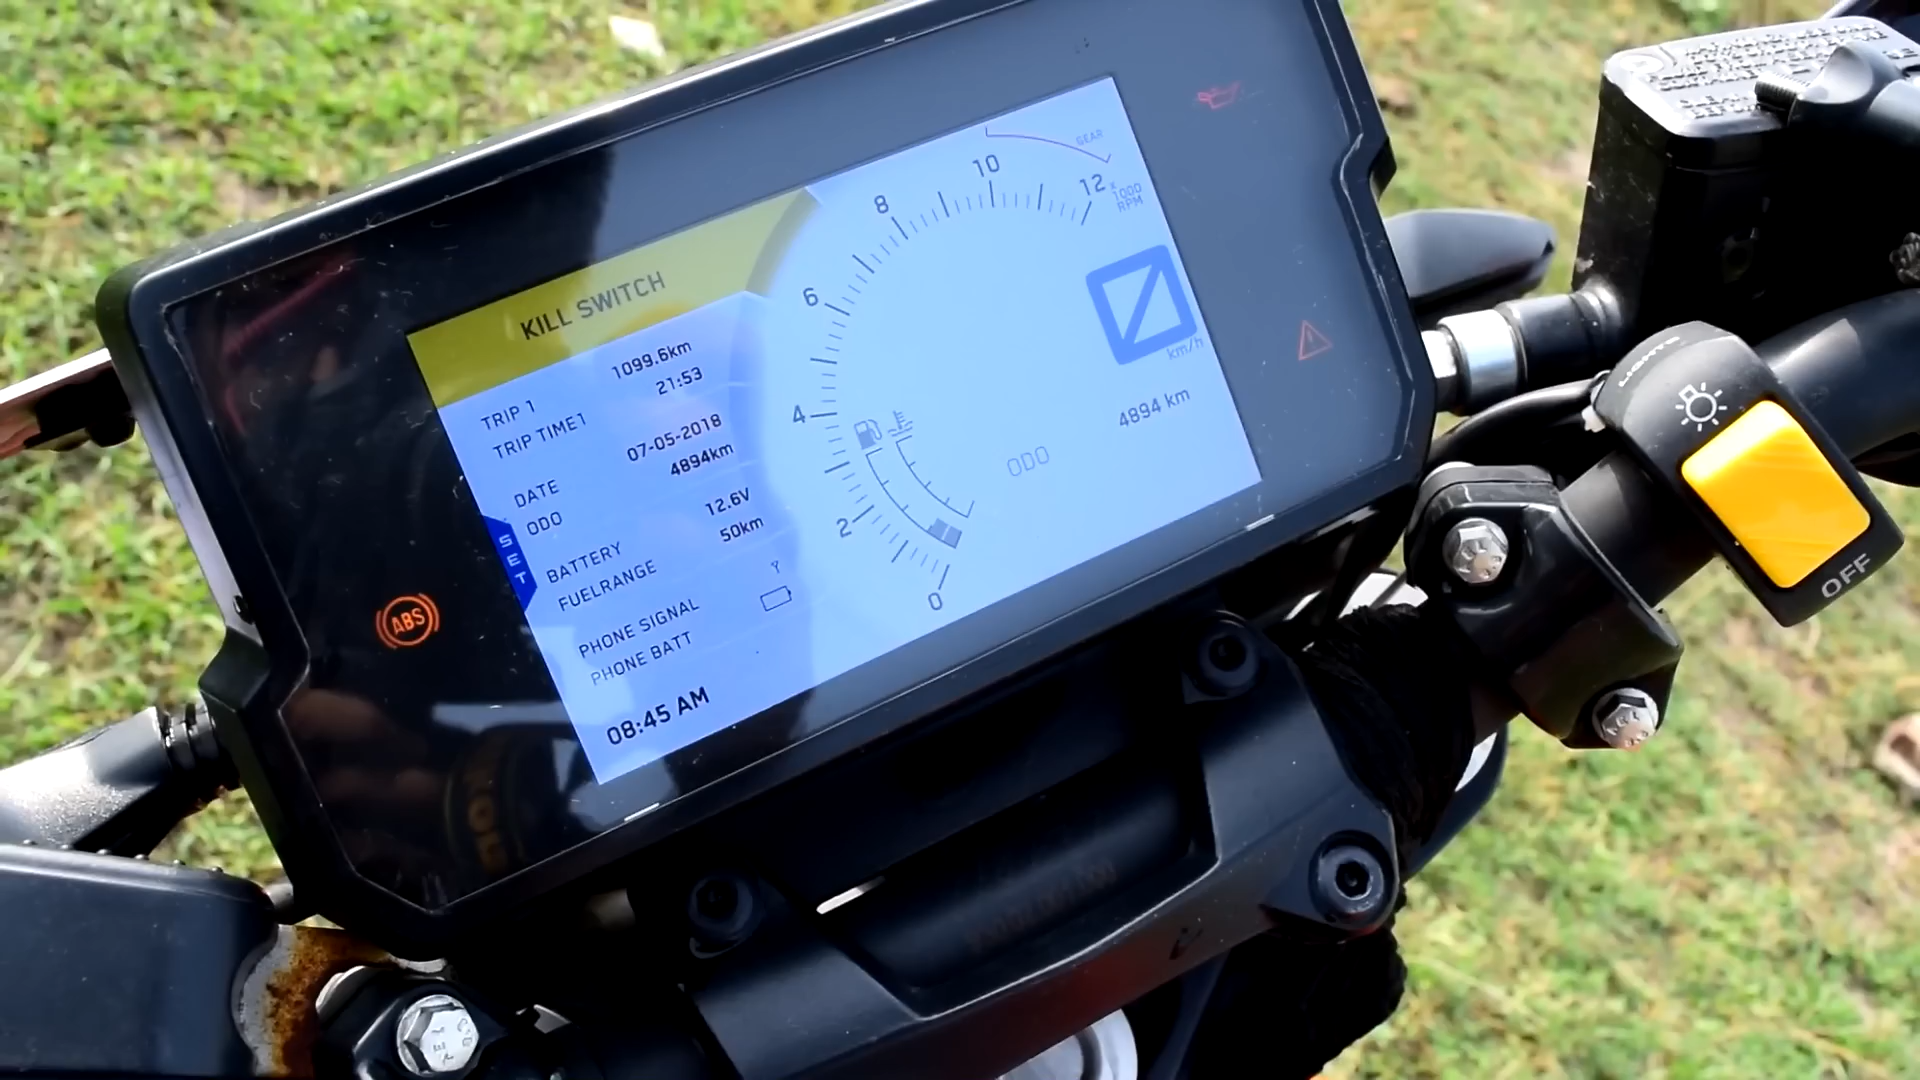 KILL SWITCH
TRIP 1 1099.6km
TRIP TIME1 21:53
DATE 07-05-2018
ODO 4894km
BATTERY 12.6V
FUELRANGE 50km
PHONE SIGNAL
PHONE BATT
08:45 AM
SET
GEAR
0
2
4
6
8
10
12
x
1000
RPM
km/h
ODO 4894 km
ABS
LIGHTS
OFF